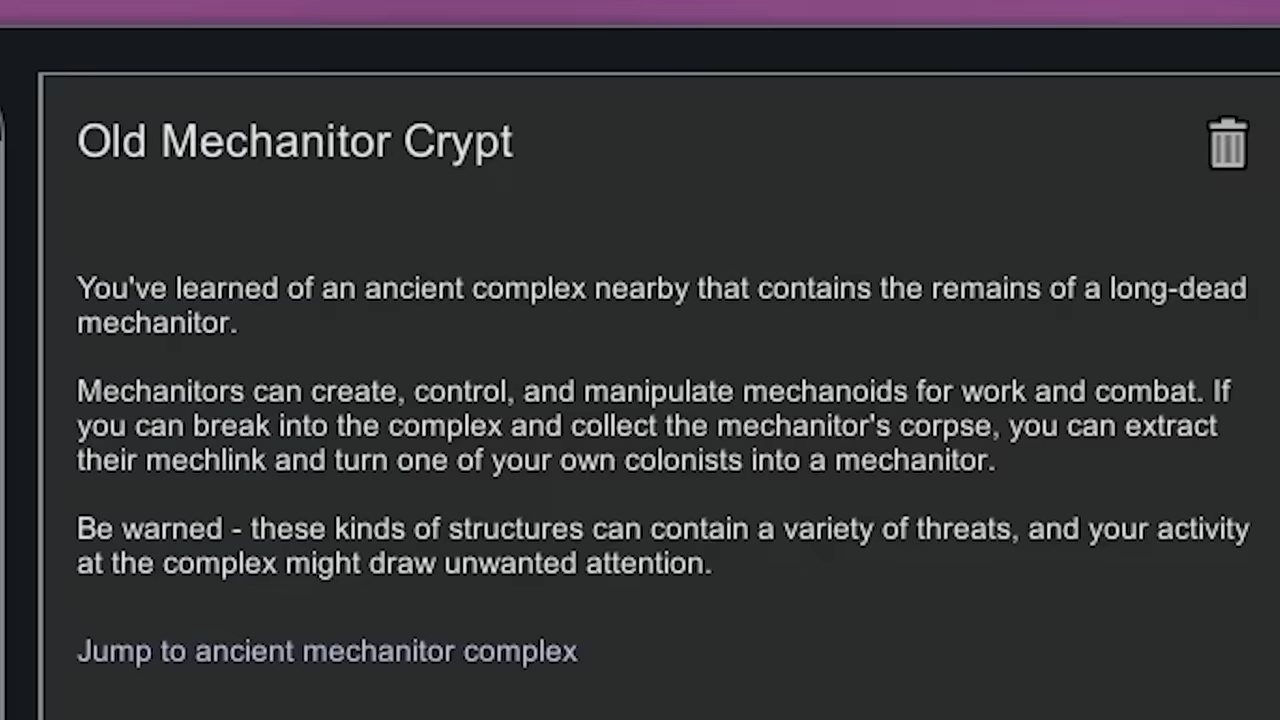 Old Mechanitor Crypt
You've learned of an ancient complex nearby that contains the remains of a long-dead
mechanitor.
Mechanitors can create, control, and manipulate mechanoids for work and combat. If
you can break into the complex and collect the mechanitor's corpse, you can extract
their mechlink and turn one of your own colonists into a mechanitor.
Be warned - these kinds of structures can contain a variety of threats, and your activity
at the complex might draw unwanted attention.
Jump to ancient mechanitor complex